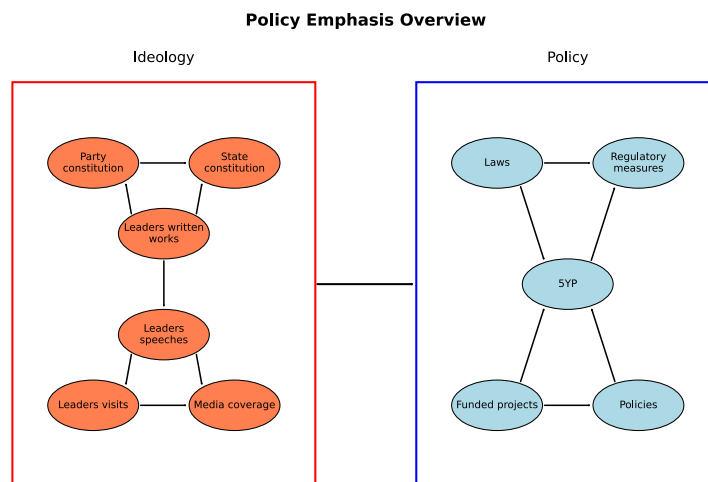 Policy Emphasis Overview
Ideology
Policy
Party
constitution
State
constitution
Leaders written
works
Leaders
speeches
Leaders visits
Media coverage
Laws
Regulatory
measures
5YP
Funded projects
Policies